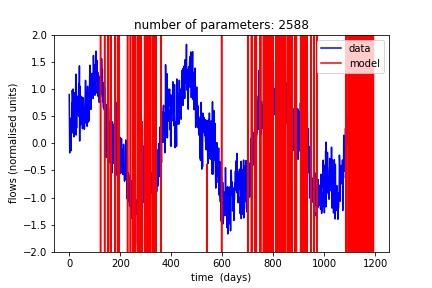 number of parameters: 2588
data
model
2.0
1.5
1.0
0.5
0.0
−0.5
−1.0
−1.5
−2.0
flows (normalised units)
0 200 400 600 800 1000 1200
time (days)